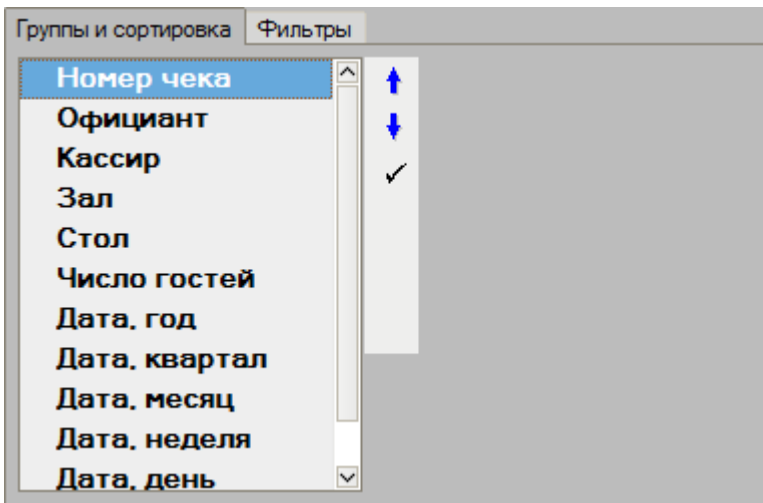 Группы и сортировка Фильтры
Номер чека
Официант
Кассир
Зал
Стол
Число гостей
Дата, год
Дата, квартал
Дата, месяц
Дата, неделя
Дата, день